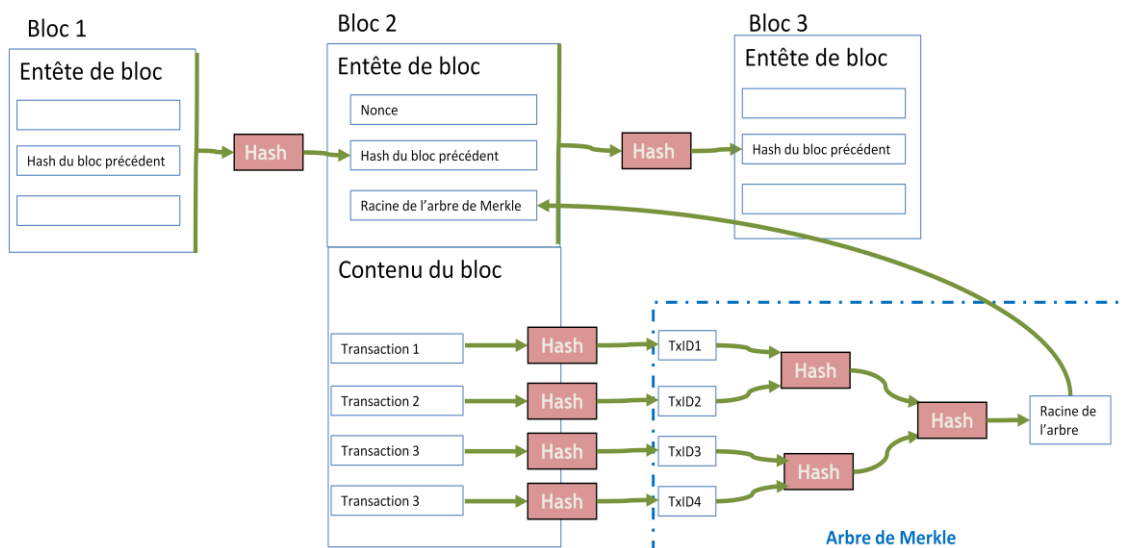 Bloc 1
Entête de bloc
Hash du bloc précédent
Hash
Bloc 2
Entête de bloc
Nonce
Hash du bloc précédent
Racine de l'arbre de Merkle
Hash
Bloc 3
Entête de bloc
Hash du bloc précédent
Contenu du bloc
Transaction 1
Hash
TxID1
Transaction 2
Hash
TxID2
Transaction 3
Hash
TxID3
Transaction 3
Hash
TxID4
Hash
Hash
Hash
Racine de
l'arbre
Arbre de Merkle